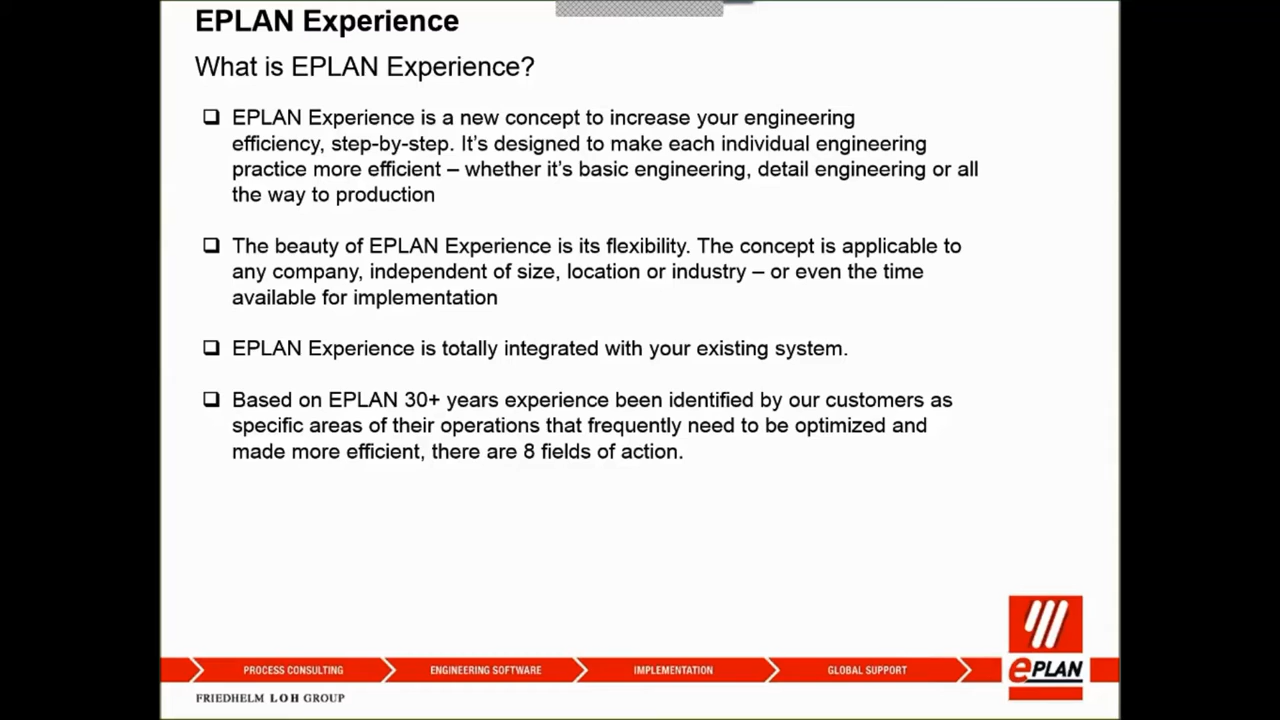 EPLAN Experience
What is EPLAN Experience?
EPLAN Experience is a new concept to increase your engineering
efficiency, step-by-step. It's designed to make each individual engineering
practice more efficient – whether it's basic engineering, detail engineering or all
the way to production
The beauty of EPLAN Experience is its flexibility. The concept is applicable to
any company, independent of size, location or industry – or even the time
available for implementation
EPLAN Experience is totally integrated with your existing system.
Based on EPLAN 30+ years experience been identified by our customers as
specific areas of their operations that frequently need to be optimized and
made more efficient, there are 8 fields of action.
PROCESS CONSULTING
ENGINEERING SOFTWARE
IMPLEMENTATION
GLOBAL SUPPORT
ePLAN
FRIEDHELM LOH GROUP